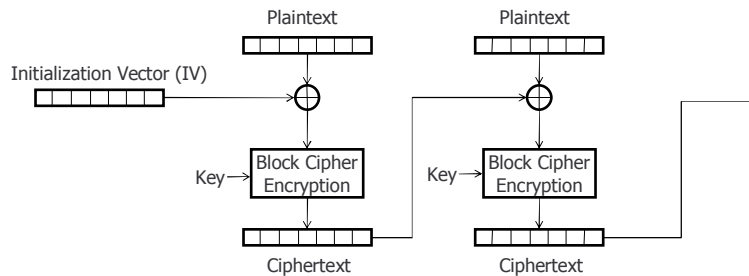 Plaintext
Plaintext
Initialization Vector (IV)
Key
Block Cipher
Encryption
Key
Block Cipher
Encryption
Ciphertext
Ciphertext